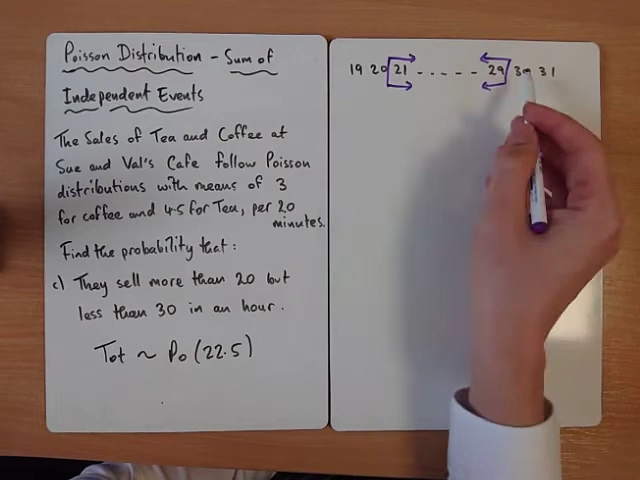 Poisson Distribution - Sum of
Independent Events
The Sales of Tea and Coffee at
Sue and Val's Cafe follow Poisson
distributions with means of 3
for coffee and 4.5 for Tea, per 20
minutes.
Find the probability that:
c) They sell more than 20 but
less than 30 in an hour.
Tot ~ Po (22.5)
19 20 21 - - - - - 29 30 31